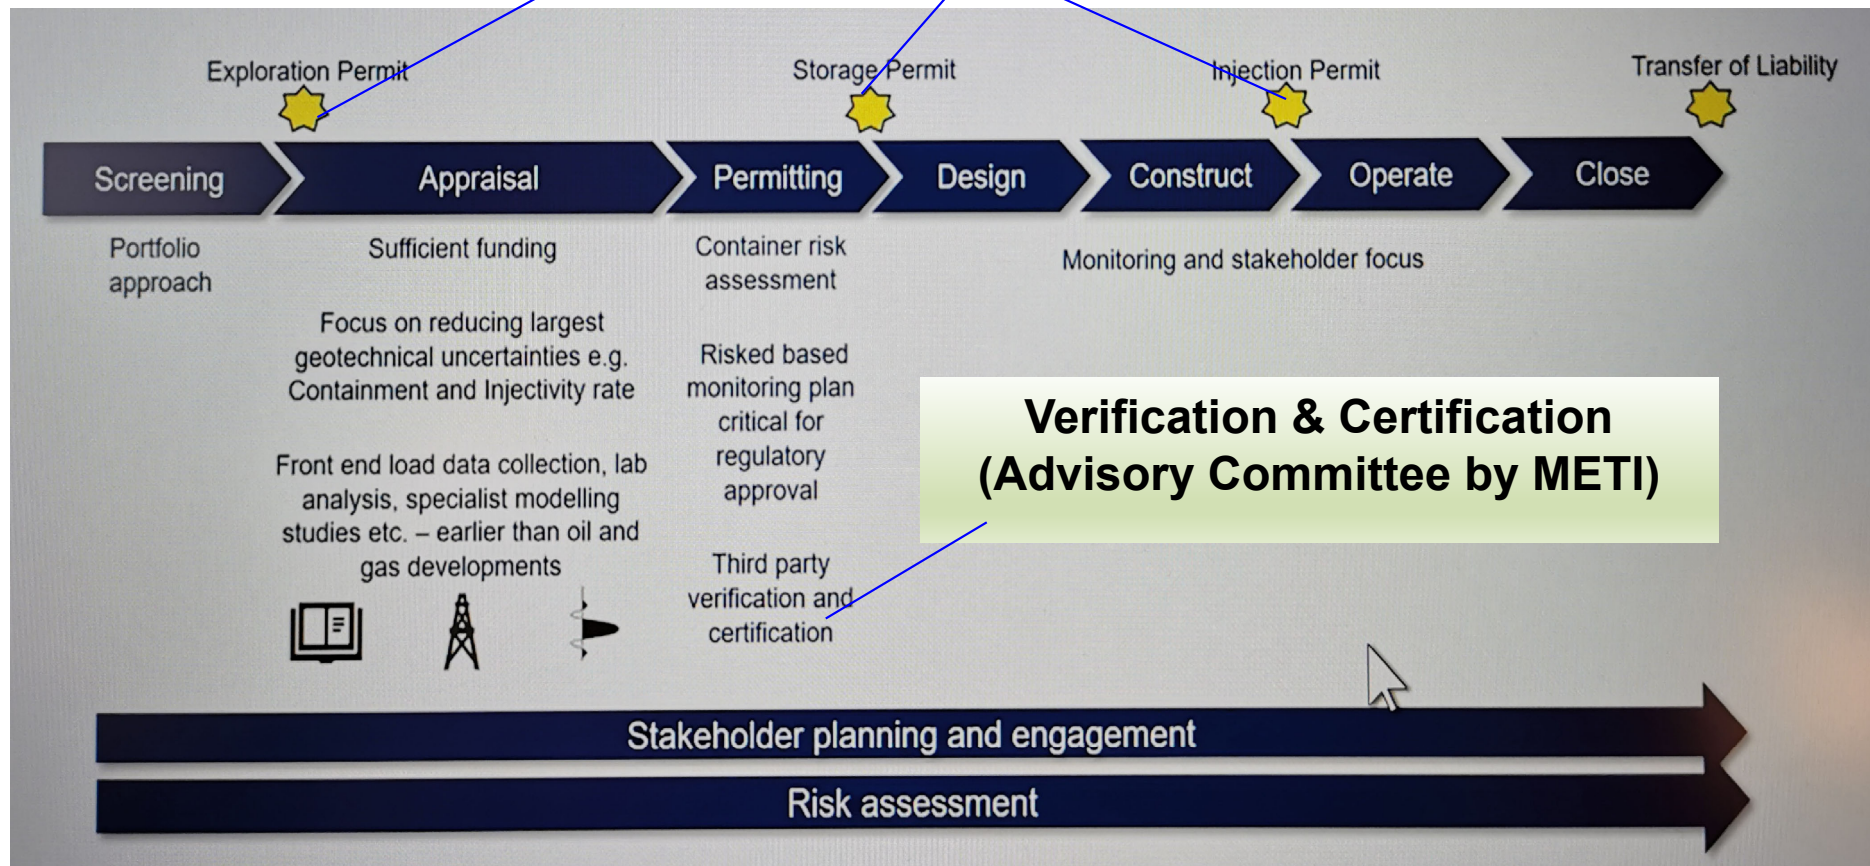 Exploration Permit
Storage Permit
Injection Permit
Transfer of Liability
Screening
Appraisal
Permitting
Design
Construct
Operate
Close
Portfolio
approach
Sufficient funding
Focus on reducing largest
geotechnical uncertainties e.g.
Containment and Injectivity rate
Front end load data collection, lab
analysis, specialist modelling
studies etc. – earlier than oil and
gas developments
Container risk
assessment
Risked based
monitoring plan
critical for
regulatory
approval
Third party
verification and
certification
Monitoring and stakeholder focus
Verification & Certification
(Advisory Committee by METI)
Stakeholder planning and engagement
Risk assessment